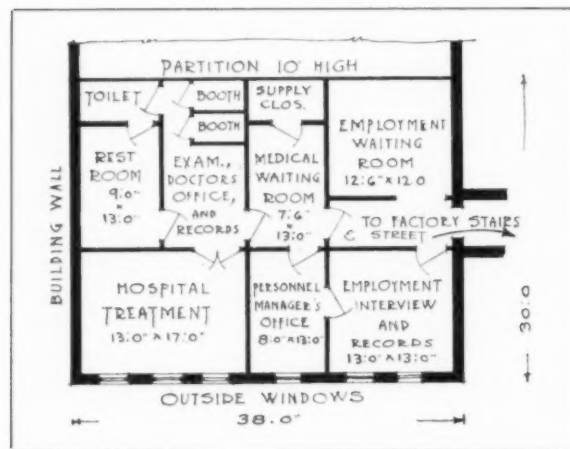 PARTITION 10' HIGH
TOILET
BOOTH
BOOTH
SUPPLY
CLOS.
EMPLOYMENT
WAITING
ROOM
12'6" × 12.0
REST
ROOM
9'.0"
×
13'.0"
EXAM.,
DOCTORS
OFFICE,
AND
RECORDS
MEDICAL
WAITING
ROOM
7'.6"
×
13'.0"
TO FACTORY STAIRS
& STREET
BUILDING WALL
HOSPITAL
TREATMENT
13'.0" × 17'.0"
PERSONNEL
MANAGER'S
OFFICE
8'.0" × 13'.0"
EMPLOYMENT
INTERVIEW
AND
RECORDS
13'.0" × 13'.0"
30'.0
OUTSIDE WINDOWS
38'.0"